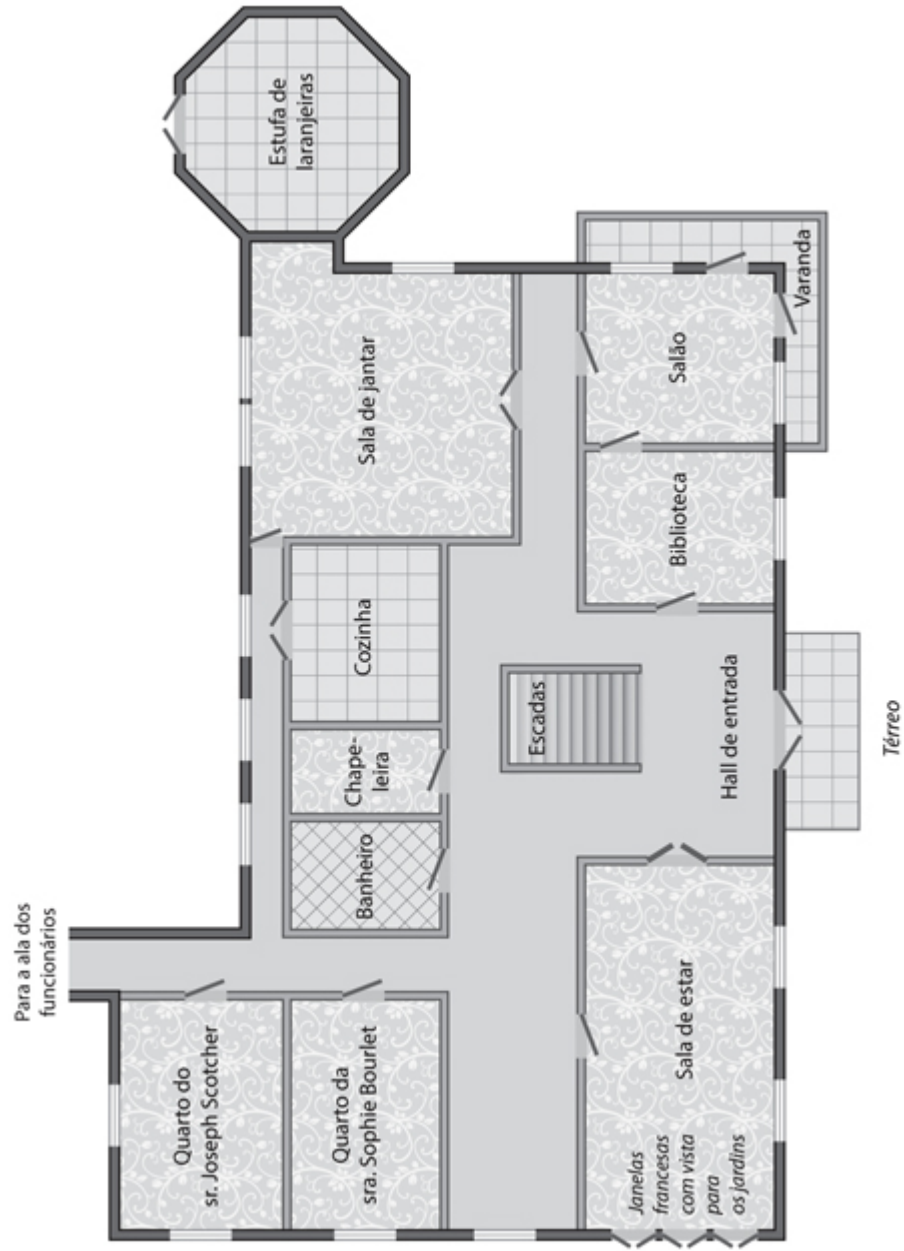 Para a ala dos
funcionários
Quarto do
sr. Joseph Scotcher
Quarto da
sra. Sophie Bourlet
Banheiro
Chape-
leira
Cozinha
Sala de jantar
Estufa de
laranjeiras
Escadas
Janelas
francesas
com vista
para
os jardins
Sala de estar
Hall de entrada
Biblioteca
Salão
Varanda
Térreo